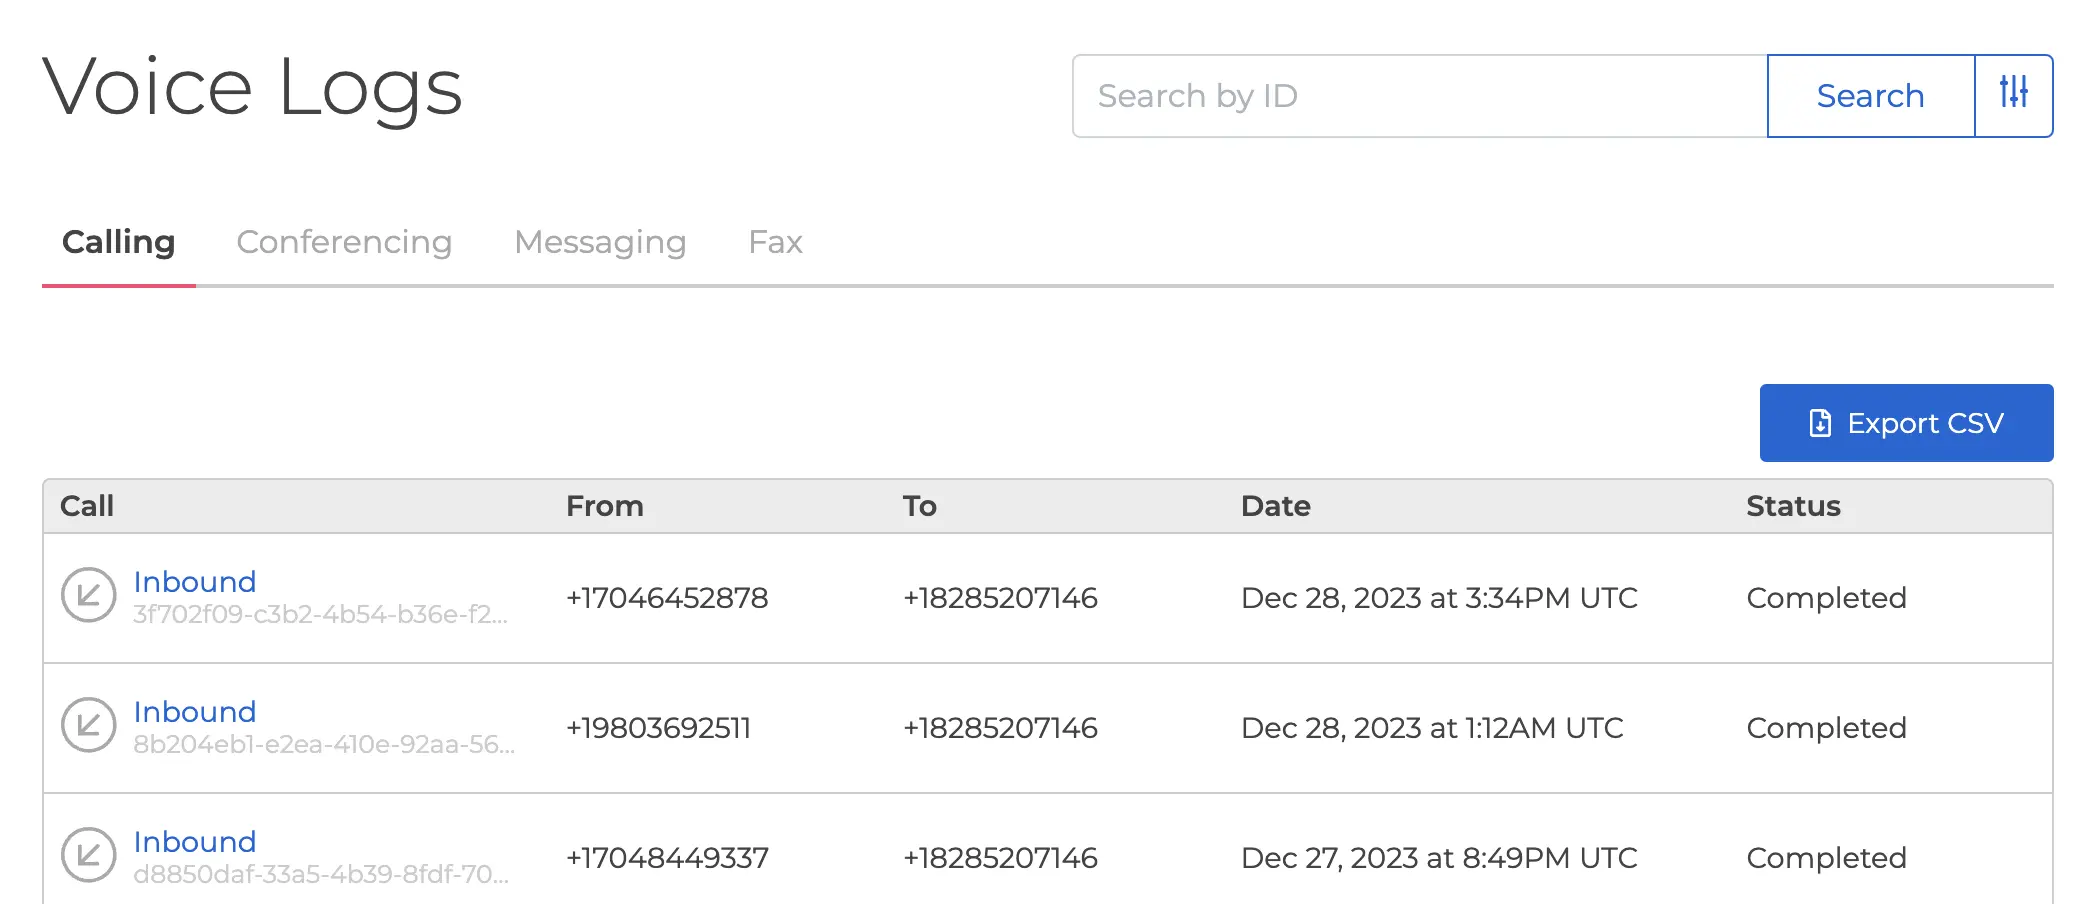 Voice Logs
Search by ID
Search
Calling Conferencing Messaging Fax
Export CSV
Call From To Date Status
Inbound
3f702f09-c3b2-4b54-b36e-f2...
+17046452878 +18285207146 Dec 28, 2023 at 3:34PM UTC Completed
Inbound
8b204eb1-e2ea-410e-92aa-56...
+19803692511 +18285207146 Dec 28, 2023 at 1:12AM UTC Completed
Inbound
d8850daf-33a5-4b39-8fdf-70...
+17048449337 +18285207146 Dec 27, 2023 at 8:49PM UTC Completed